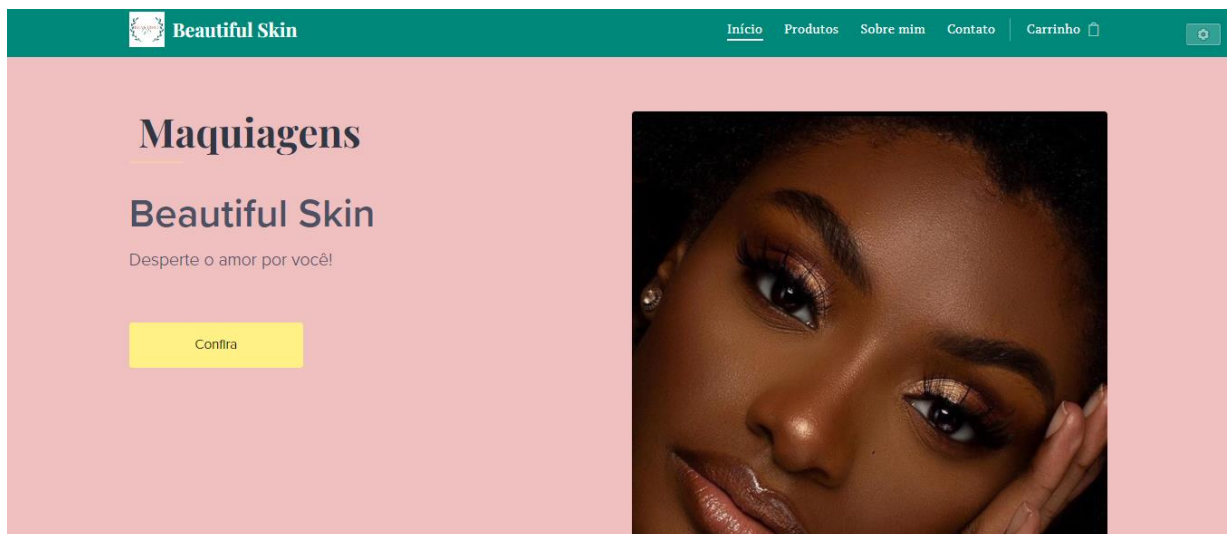 Beautiful Skin
Início Produtos Sobre mim Contato Carrinho
Maquiagens
Beautiful Skin
Desperte o amor por você!
Confira